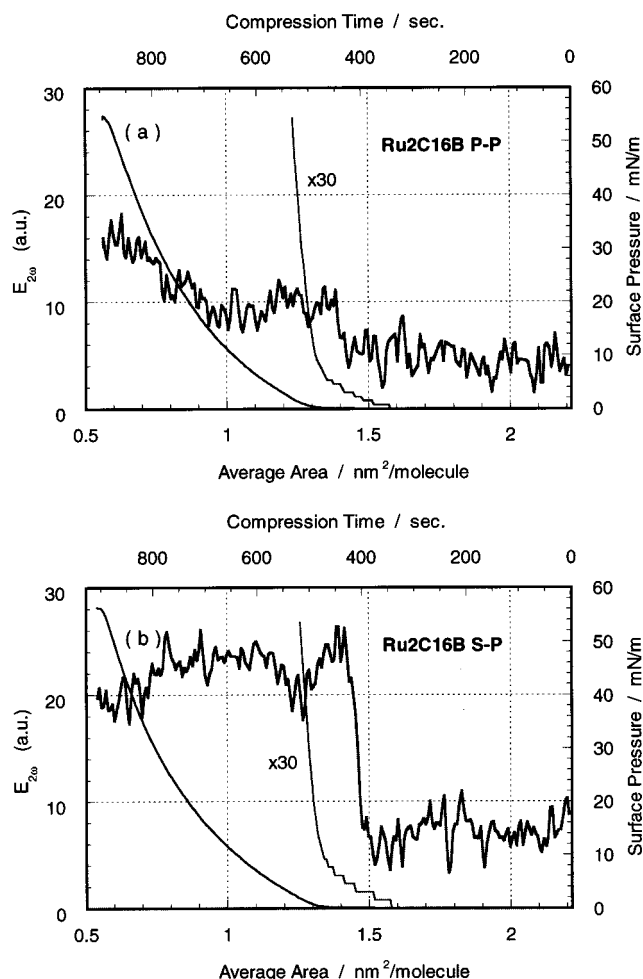 Compression Time / sec.
800 600 400 200 0
30 60
( a )
Ru2C16B P-P
50
x30
20 40
E2ω (a.u.)
30
Surface Pressure / mN/m
10 20
10
0 0
0.5 1 1.5 2
Average Area / nm²/molecule
Compression Time / sec.
800 600 400 200 0
30 60
( b )
Ru2C16B S-P
50
20 40
E2ω (a.u.)
30
Surface Pressure / mN/m
x30
10 20
10
0 0
0.5 1 1.5 2
Average Area / nm²/molecule